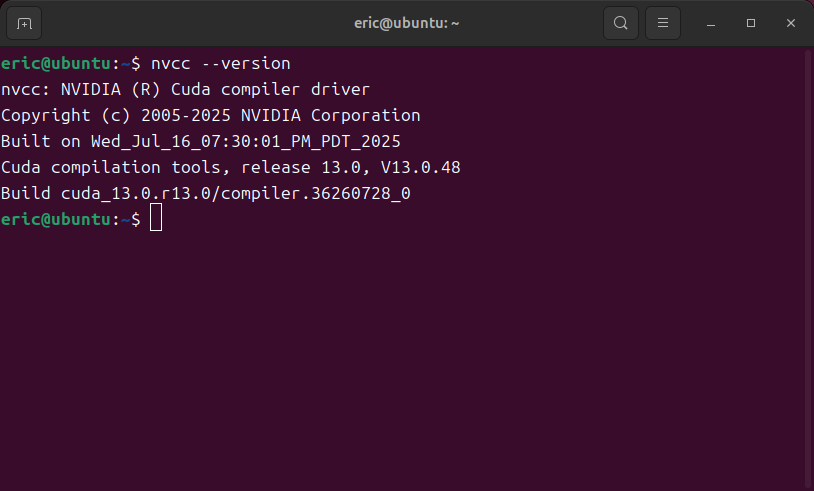 eric@ubuntu: ~
eric@ubuntu:~$ nvcc --version
nvcc: NVIDIA (R) Cuda compiler driver
Copyright (c) 2005-2025 NVIDIA Corporation
Built on Wed_Jul_16_07:30:01_PM_PDT_2025
Cuda compilation tools, release 13.0, V13.0.48
Build cuda_13.0.r13.0/compiler.36260728_0
eric@ubuntu:~$